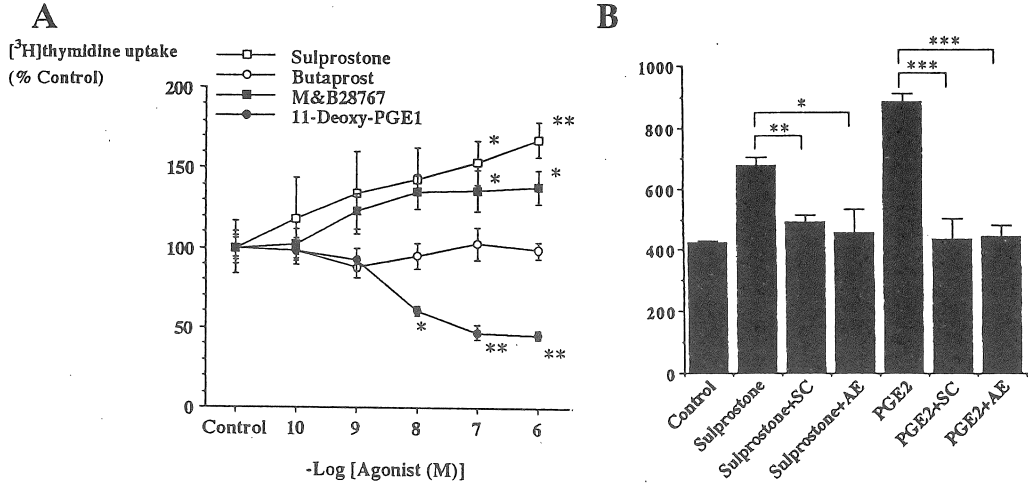 A
[³H]thymidine uptake
(% Control)
Sulprostone
Butaprost
M&B28767
11-Deoxy-PGE1
200
150
100
50
0
*
**
*
*
*
**
**
Control 10 9 8 7 6
-Log [Agonist (M)]
B
1000
800
600
400
200
0
***
***
*
**
Control
Sulprostone
Sulprostone+SC
Sulprostone+AE
PGE2
PGE2+SC
PGE2+AE